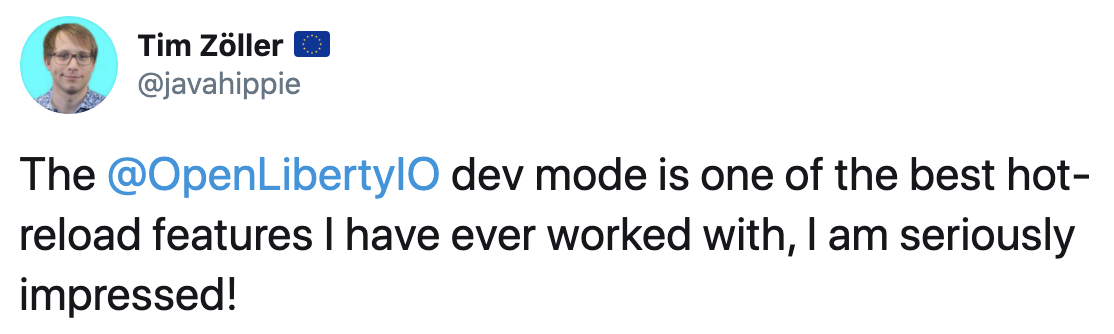 Tim Zöller 🇪🇺
@javahippie
The @OpenLibertyIO dev mode is one of the best hot-
reload features I have ever worked with, I am seriously
impressed!